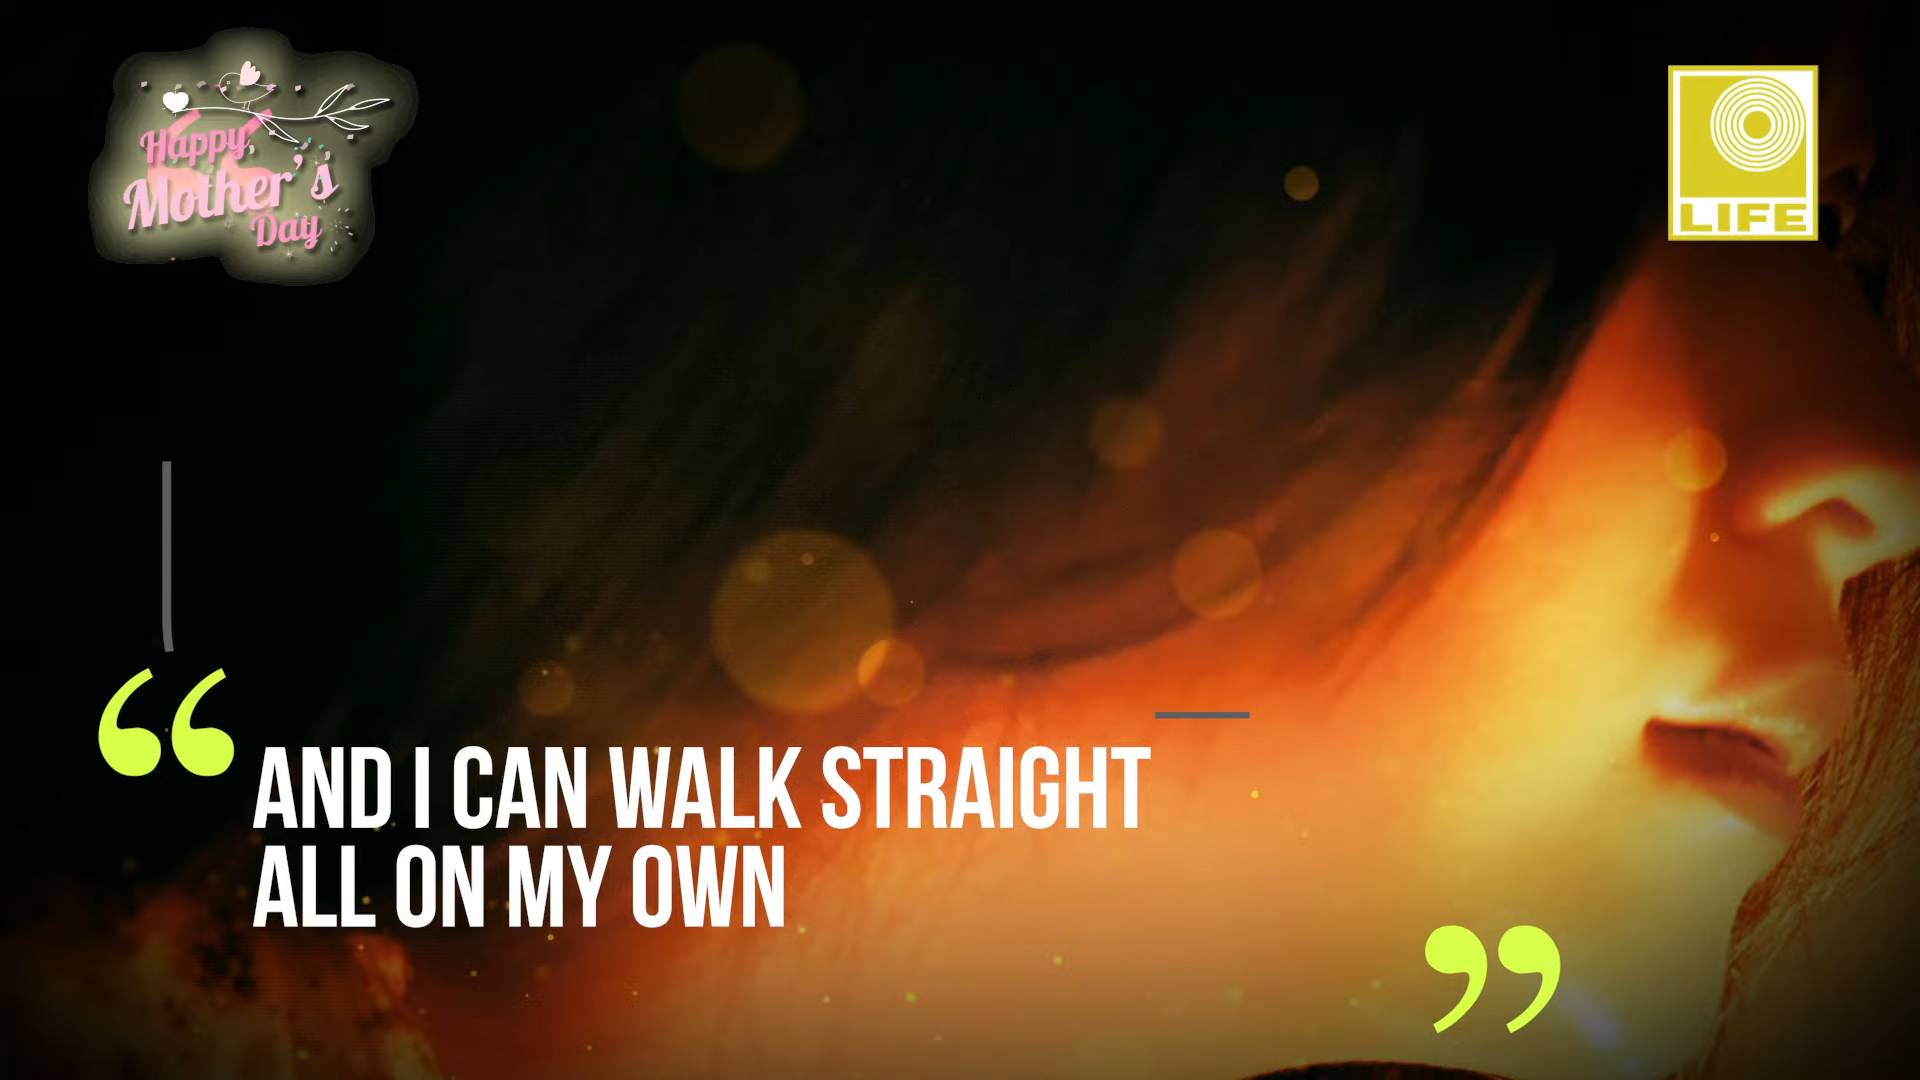 Happy
Mother's
Day
LIFE
“AND I CAN WALK STRAIGHT
ALL ON MY OWN”